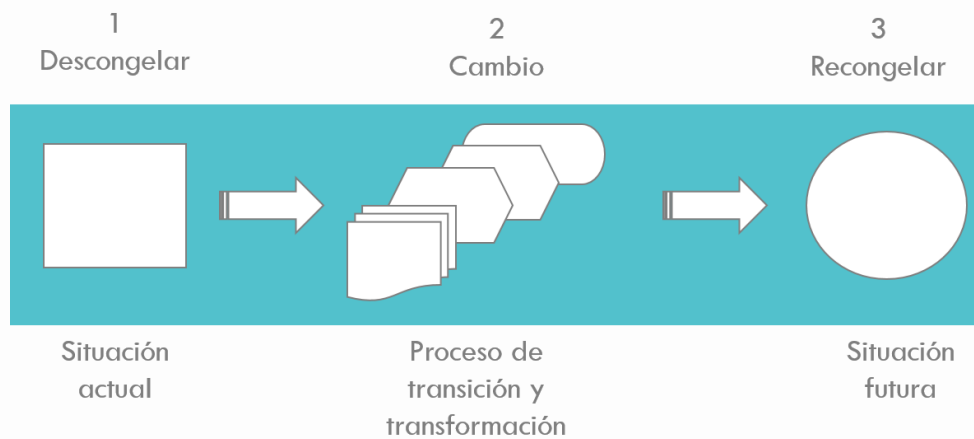 1
Descongelar
2
Cambio
3
Recongelar
Situación
actual
Proceso de
transición y
transformación
Situación
futura